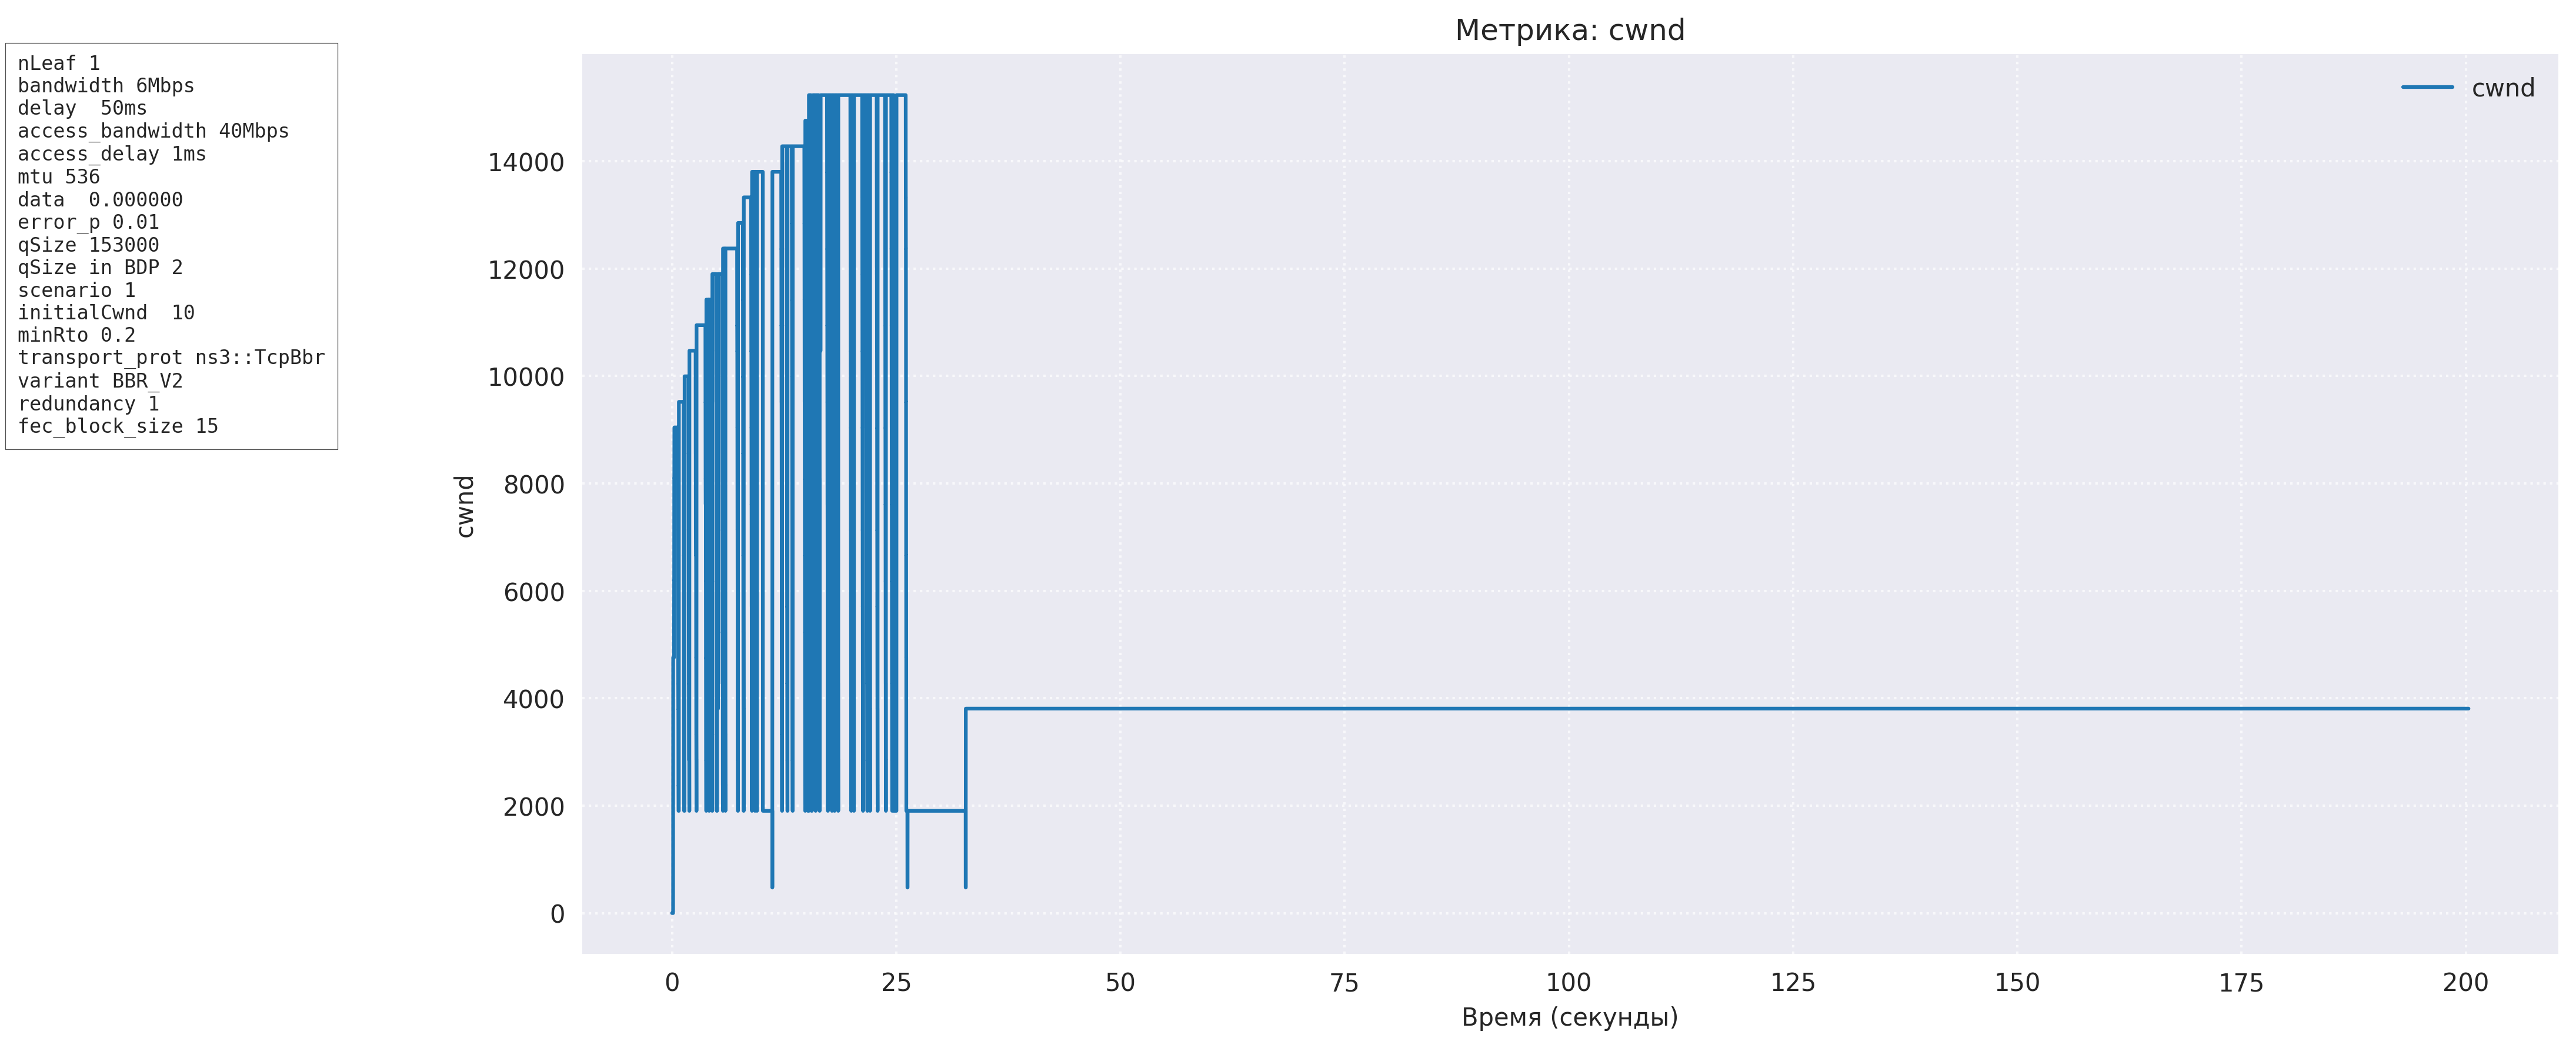 Метрика: cwnd
nLeaf 1
bandwidth 6Mbps
delay  50ms
access_bandwidth 40Mbps
access_delay 1ms
mtu 536
data  0.000000
error_p 0.01
qSize 153000
qSize in BDP 2
scenario 1
initialCwnd  10
minRto 0.2
transport_prot ns3::TcpBbr
variant BBR_V2
redundancy 1
fec_block_size 15
cwnd
14000
12000
10000
8000
6000
4000
2000
0
cwnd
0 25 50 75 100 125 150 175 200
Время (секунды)